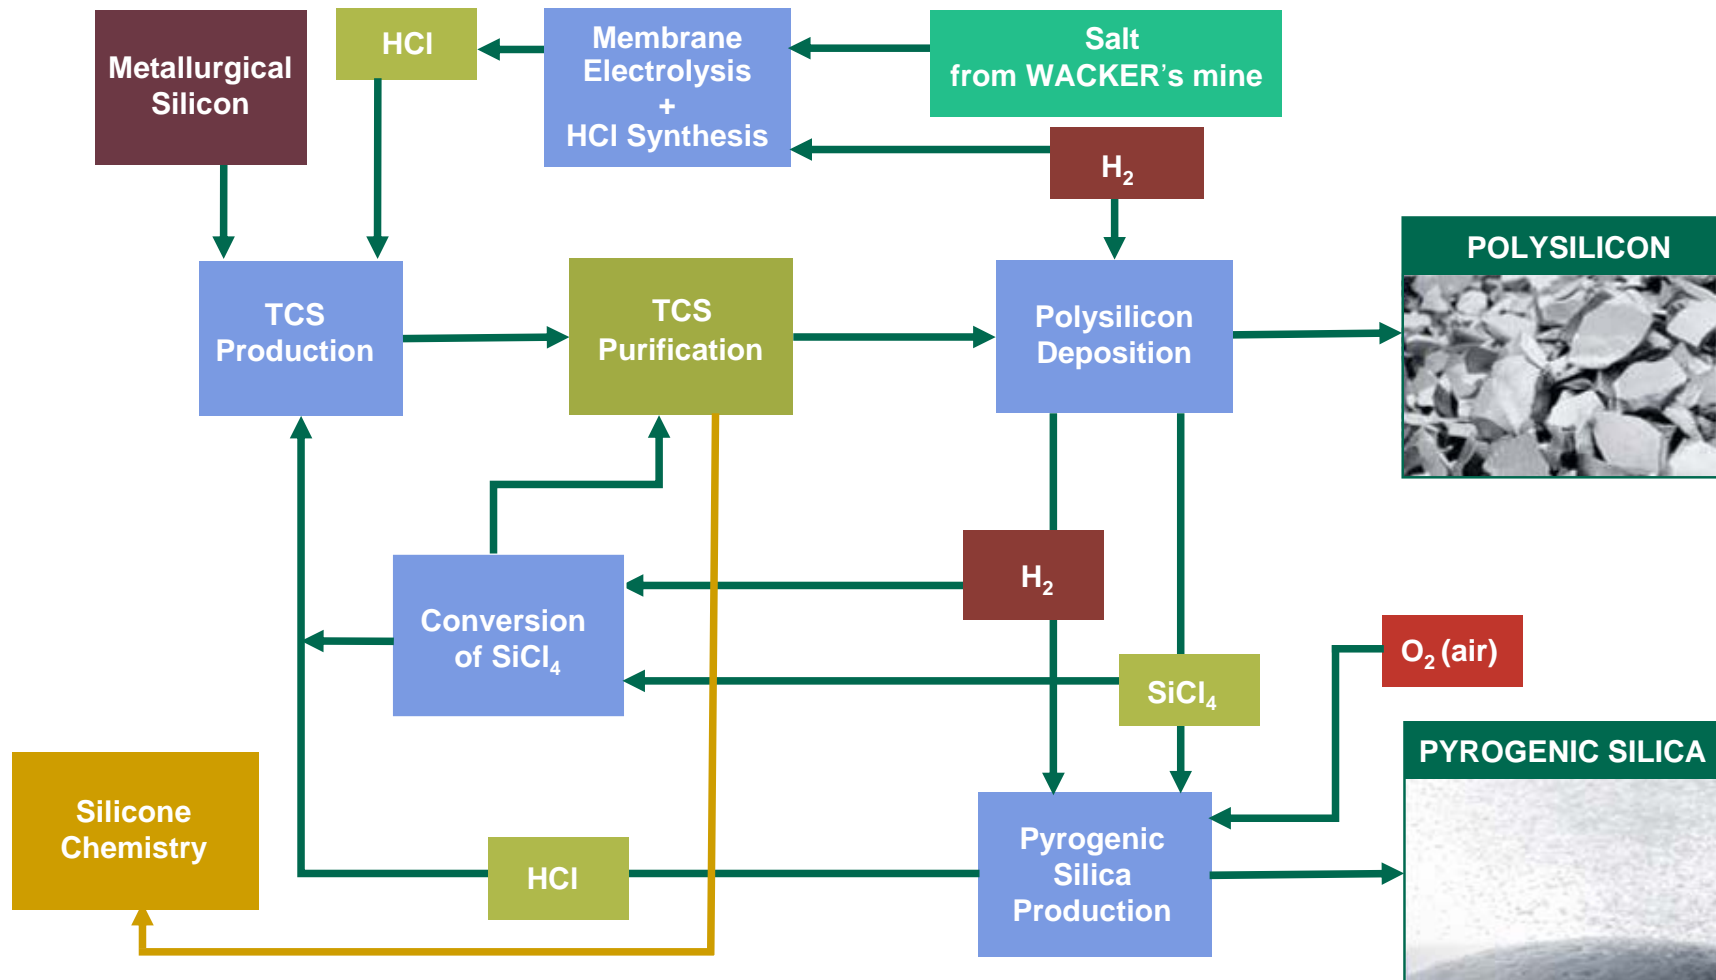 Metallurgical
Silicon
HCl
Membrane
Electrolysis
+
HCl Synthesis
Salt
from WACKER's mine
H2
POLYSILICON
TCS
Production
TCS
Purification
Polysilicon
Deposition
H2
Conversion
of SiCl4
SiCl4
O2 (air)
PYROGENIC SILICA
Silicone
Chemistry
HCl
Pyrogenic
Silica
Production